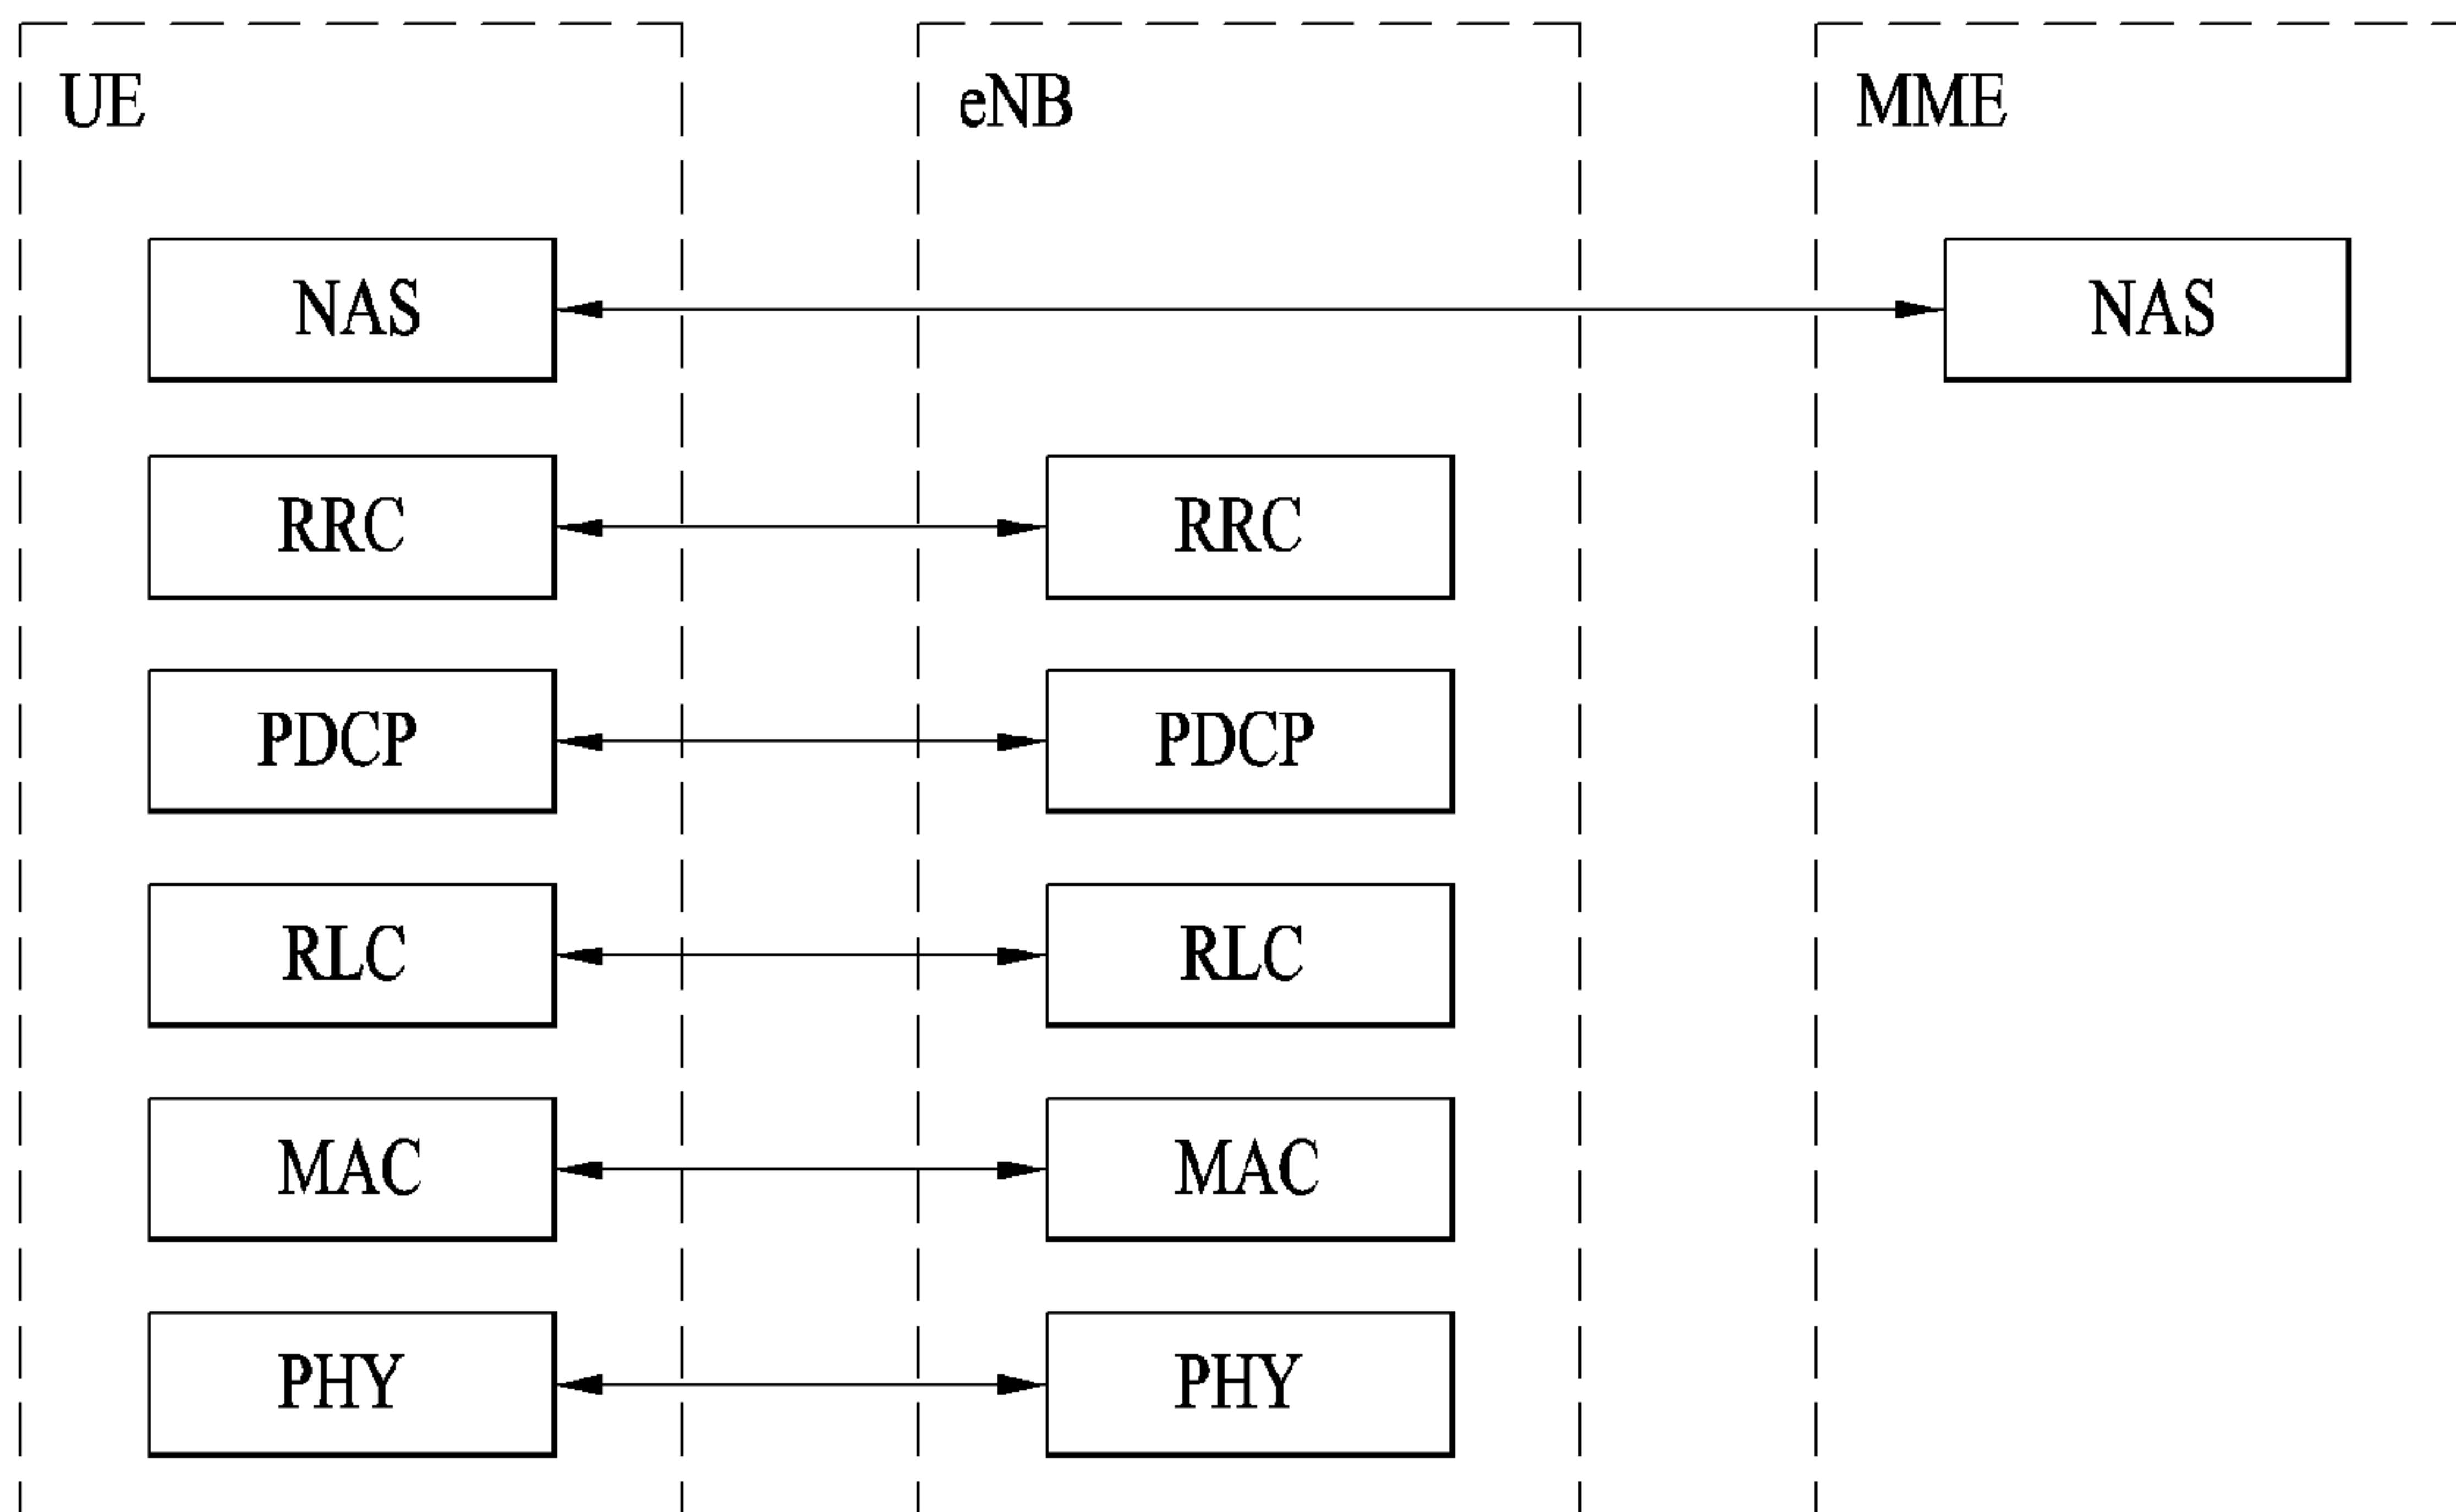 UE eNB MME
NAS NAS
RRC RRC
PDCP PDCP
RLC RLC
MAC MAC
PHY PHY